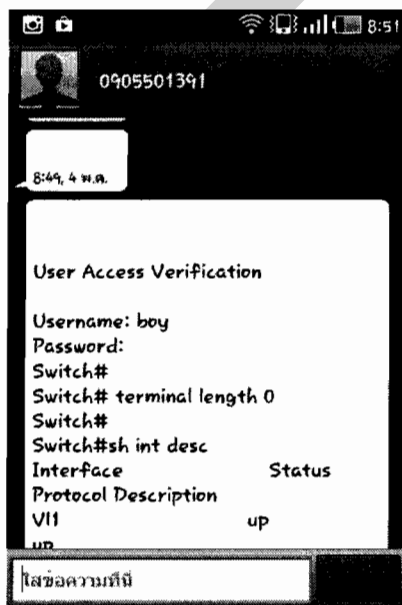 8:51
0905501391
8:49, 4 พ.ค.
User Access Verification
Username: boy
Password:
Switch#
Switch# terminal length 0
Switch#
Switch#sh int desc
Interface Status
Protocol Description
Vl1 up
up
ใส่ข้อความที่นี่